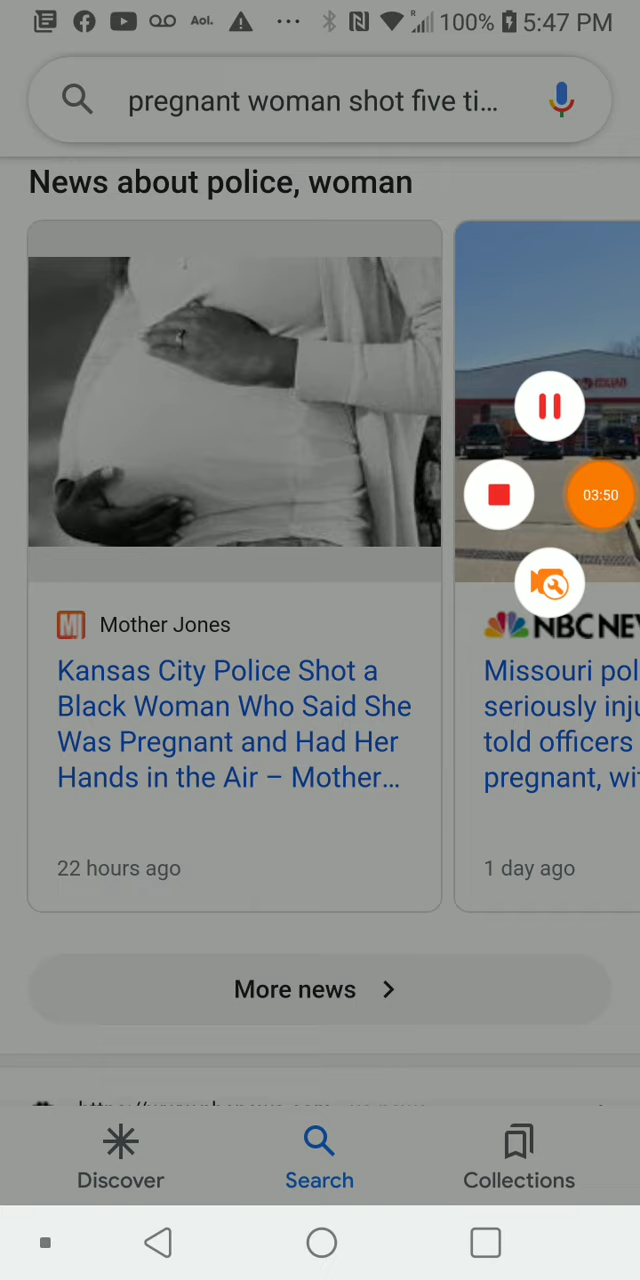 Aol. ... R 100% 5:47 PM
pregnant woman shot five ti...
News about police, woman
03:50
Mother Jones
Kansas City Police Shot a
Black Woman Who Said She
Was Pregnant and Had Her
Hands in the Air – Mother...
22 hours ago
NBC NEW
Missouri pol
seriously inju
told officers
pregnant, wi
1 day ago
More news >
Discover
Search
Collections